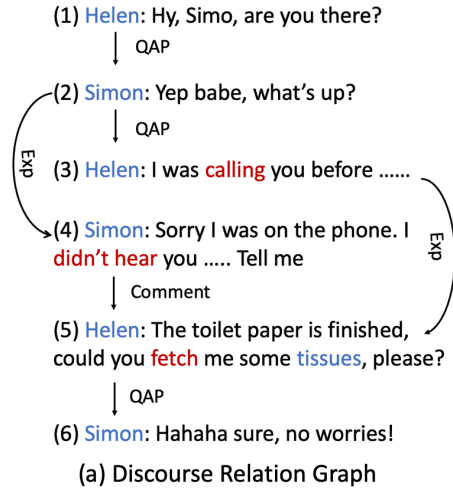 (1) Helen: Hy, Simo, are you there?
QAP
(2) Simon: Yep babe, what's up?
QAP
Exp
(3) Helen: I was calling you before ......
(4) Simon: Sorry I was on the phone. I
didn't hear you ..... Tell me
Exp
Comment
(5) Helen: The toilet paper is finished,
could you fetch me some tissues, please?
QAP
(6) Simon: Hahaha sure, no worries!
(a) Discourse Relation Graph